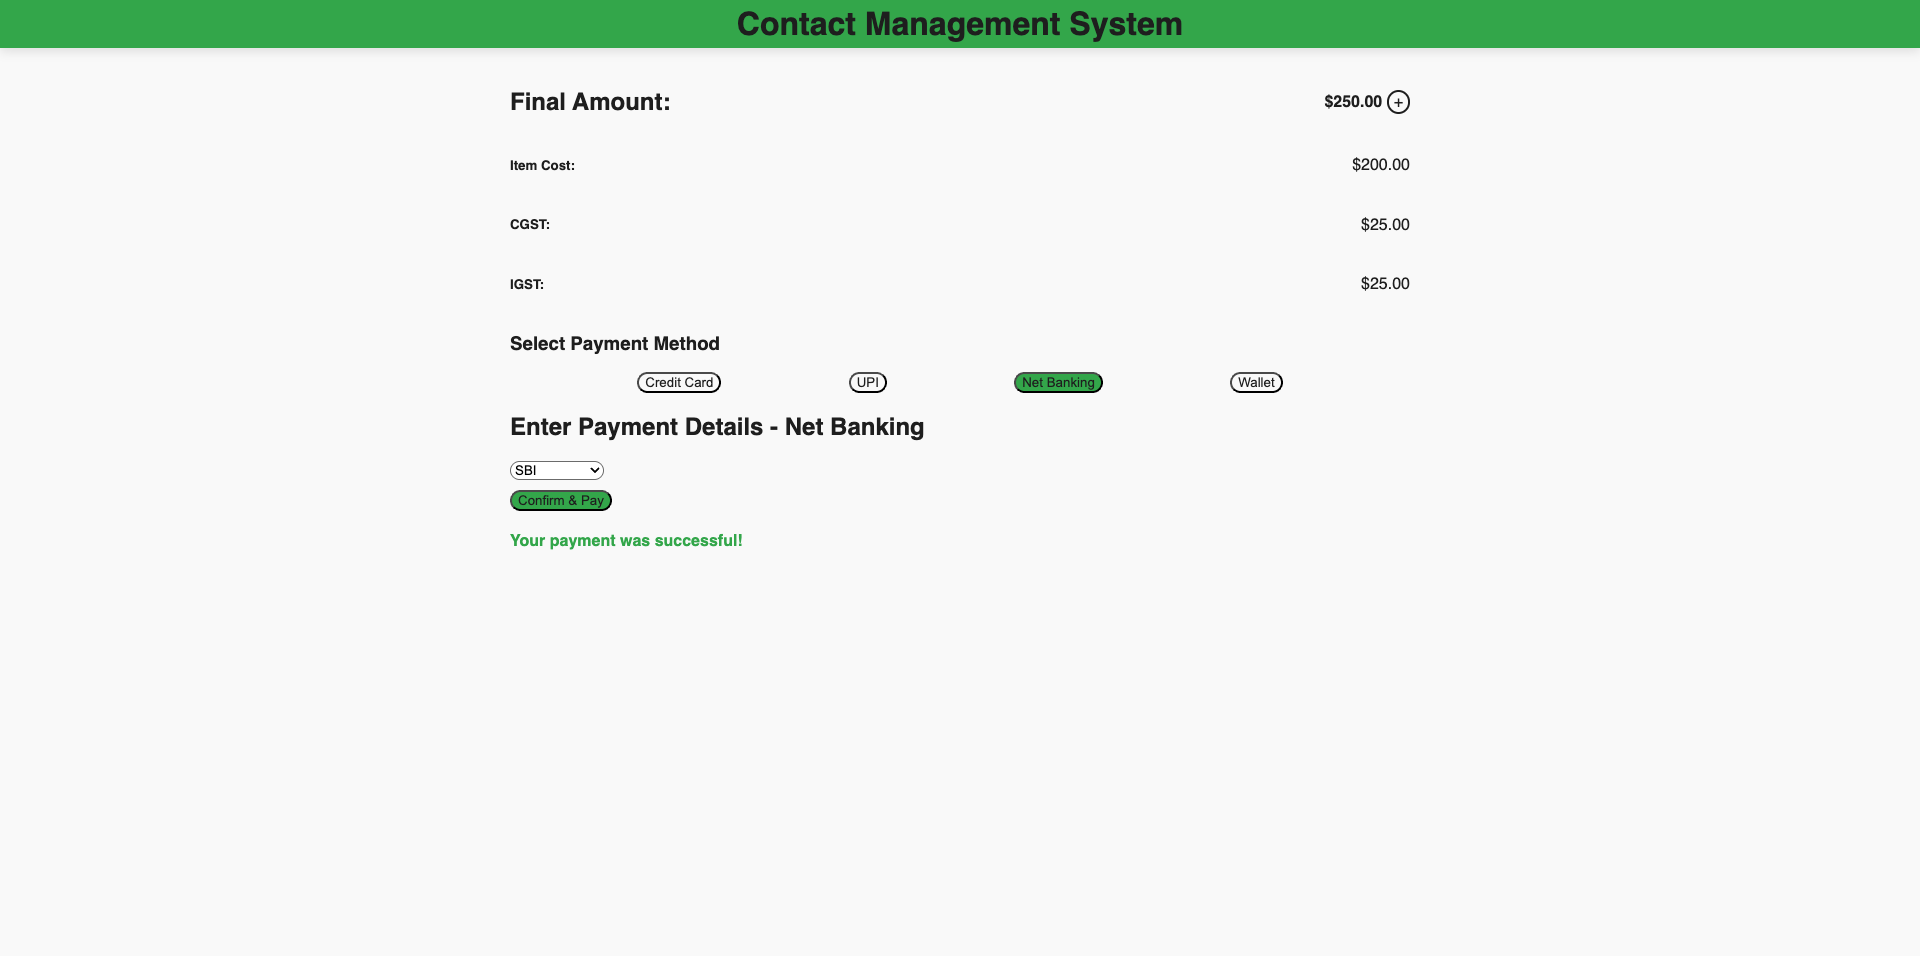 Contact Management System
Final Amount: $250.00 +
Item Cost: $200.00
CGST: $25.00
IGST: $25.00
Select Payment Method
Credit Card UPI Net Banking Wallet
Enter Payment Details - Net Banking
SBI
Confirm & Pay
Your payment was successful!